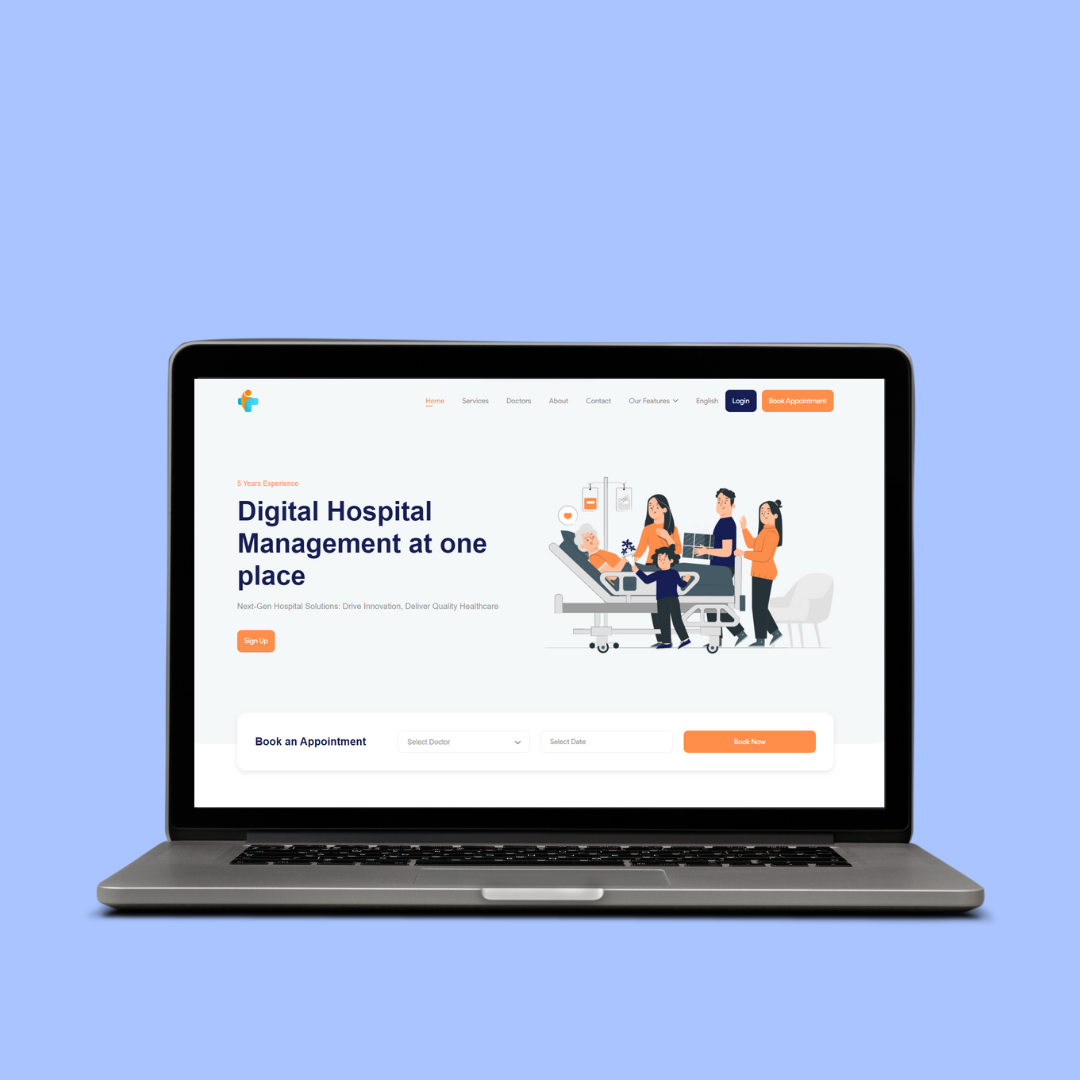 Home Services Doctors About Contact Our Features English Login Book Appointment
5 Years Experience
Digital Hospital
Management at one
place
Next-Gen Hospital Solutions: Drive Innovation, Deliver Quality Healthcare
Sign Up
Book an Appointment Select Doctor Select Date Book Now